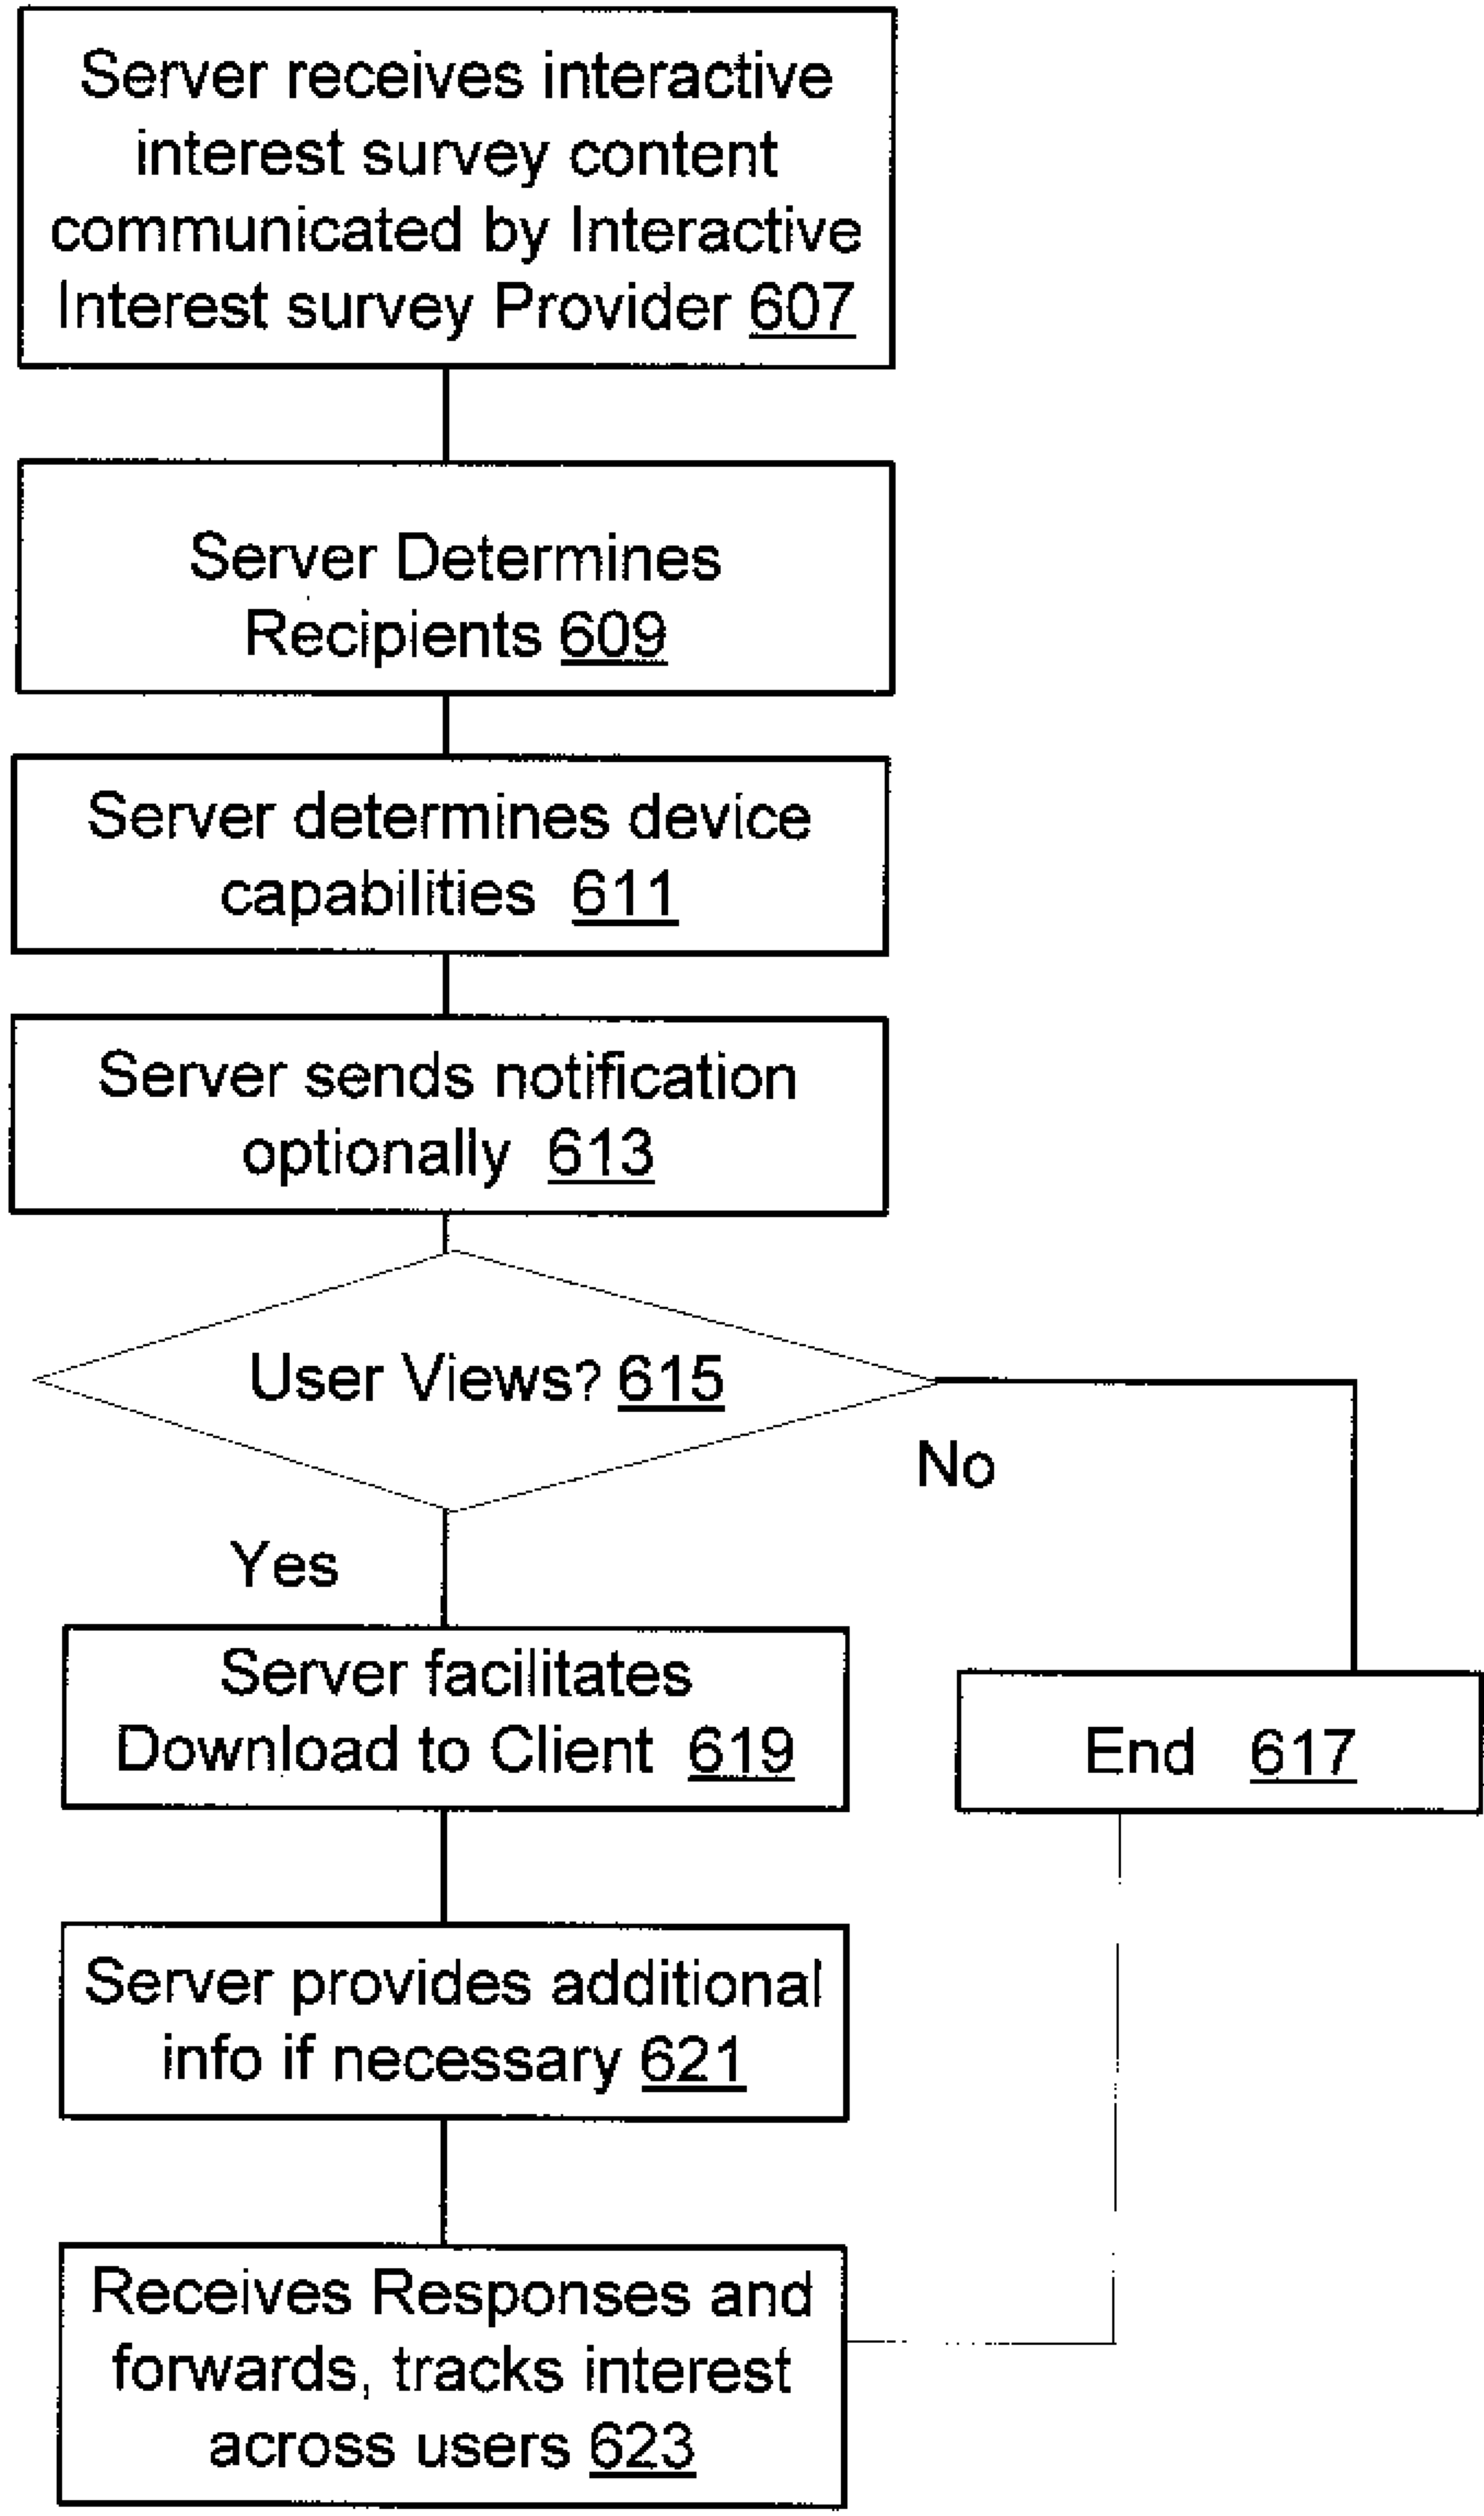 Server receives interactive
interest survey content
communicated by Interactive
Interest survey Provider 607
Server Determines
Recipients 609
Server determines device
capabilities 611
Server sends notification
optionally 613
User Views? 615
No
Yes
Server facilitates
Download to Client 619
End 617
Server provides additional
info if necessary 621
Receives Responses and
forwards, tracks interest
across users 623